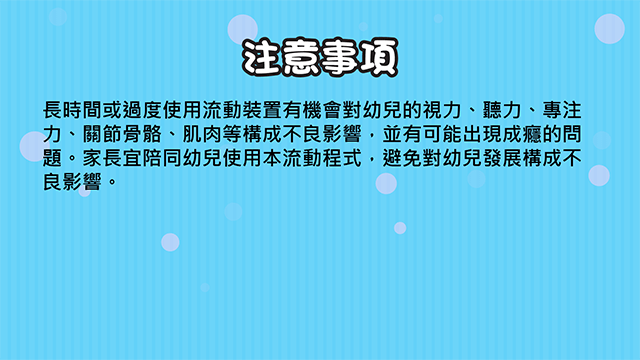 注意事項
長時間或過度使用流動裝置有機會對幼兒的視力、聽力、專注
力、關節骨骼、肌肉等構成不良影響，並有可能出現成癮的問
題。家長宜陪同幼兒使用本流動程式，避免對幼兒發展構成不
良影響。